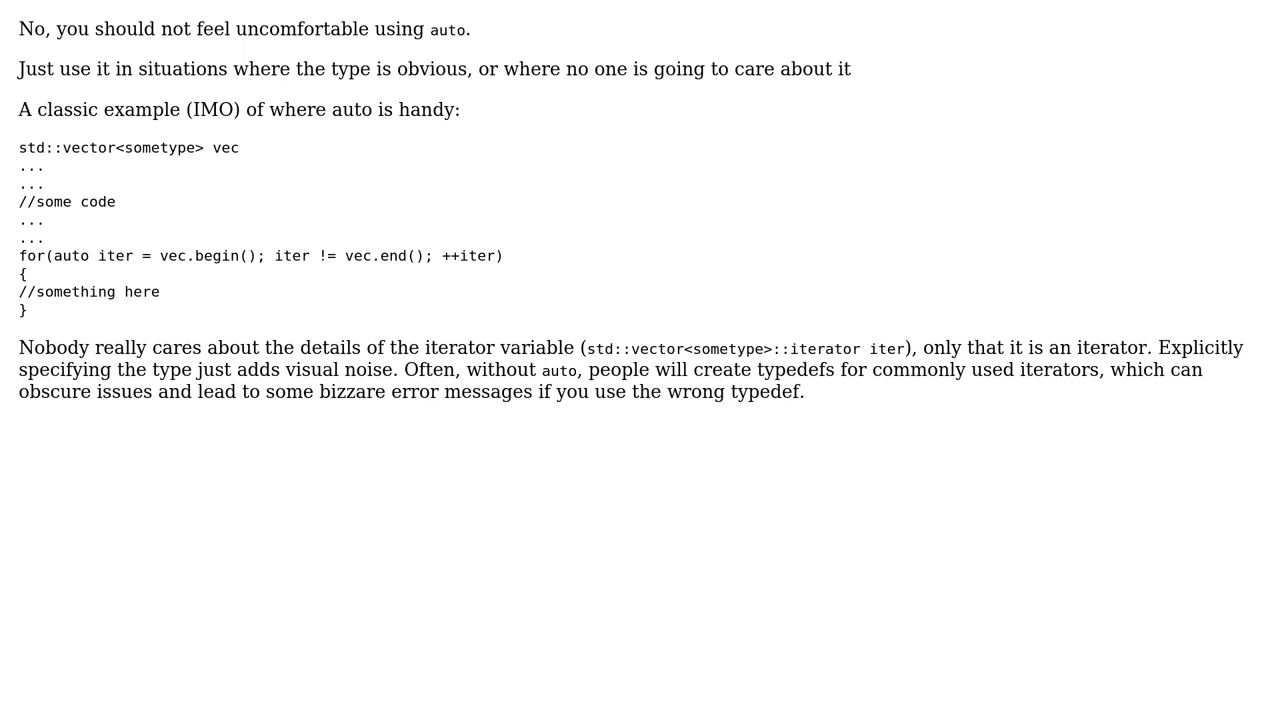 No, you should not feel uncomfortable using auto.
Just use it in situations where the type is obvious, or where no one is going to care about it
A classic example (IMO) of where auto is handy:
std::vector<sometype> vec
...
...
//some code
...
...
for(auto iter = vec.begin(); iter != vec.end(); ++iter)
{
//something here
}
Nobody really cares about the details of the iterator variable (std::vector<sometype>::iterator iter), only that it is an iterator. Explicitly
specifying the type just adds visual noise. Often, without auto, people will create typedefs for commonly used iterators, which can
obscure issues and lead to some bizzare error messages if you use the wrong typedef.